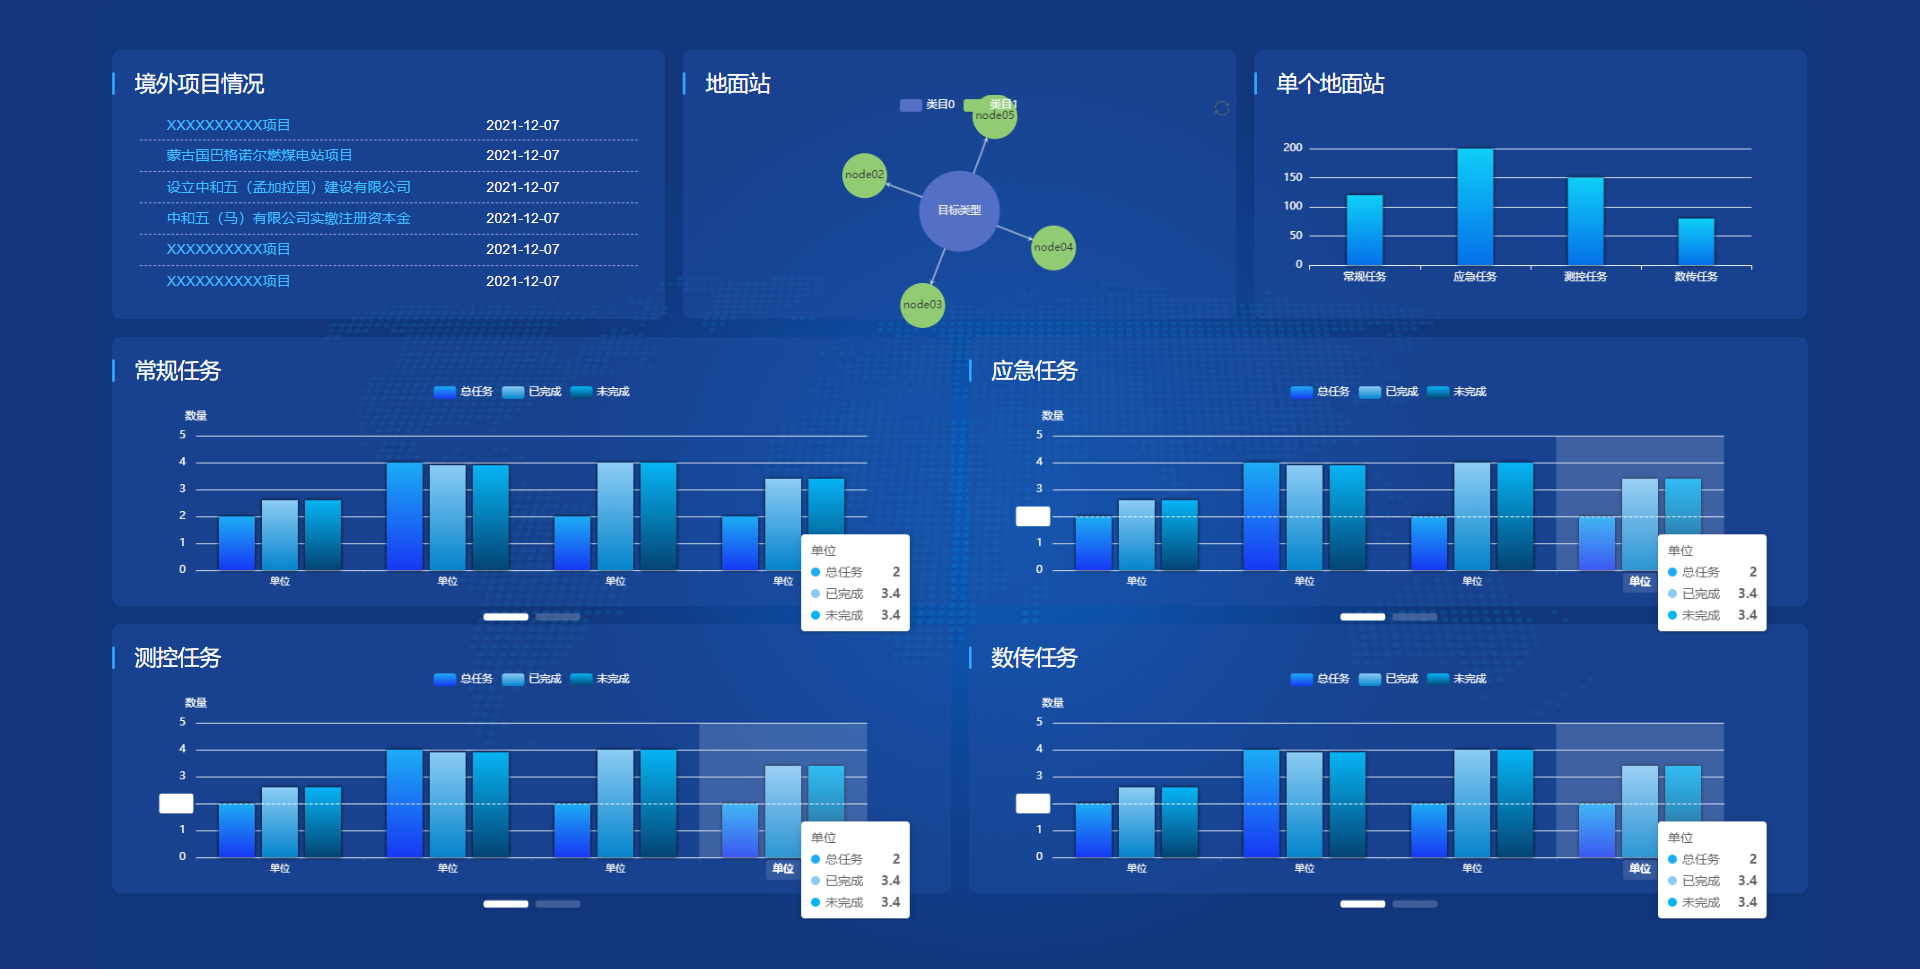 境外项目情况
XXXXXXXXXX项目 2021-12-07
蒙古国巴格诺尔燃煤电站项目 2021-12-07
设立中和五（孟加拉国）建设有限公司 2021-12-07
中和五（马）有限公司实缴注册资本金 2021-12-07
XXXXXXXXXX项目 2021-12-07
XXXXXXXXXX项目 2021-12-07
地面站
类目0 类目1
node05
node02
目标类型
node04
node03
单个地面站
200
150
100
50
0
常规任务 应急任务 测控任务 数传任务
常规任务
总任务 已完成 未完成
数量
5
4
3
2
1
0
单位 单位 单位 单位
单位
总任务 2
已完成 3.4
未完成 3.4
应急任务
总任务 已完成 未完成
数量
5
4
3
1
0
单位 单位 单位 单位
单位
总任务 2
已完成 3.4
未完成 3.4
测控任务
总任务 已完成 未完成
数量
5
4
3
1
0
单位 单位 单位 单位
单位
总任务 2
已完成 3.4
未完成 3.4
数传任务
总任务 已完成 未完成
数量
5
4
3
1
0
单位 单位 单位 单位
单位
总任务 2
已完成 3.4
未完成 3.4